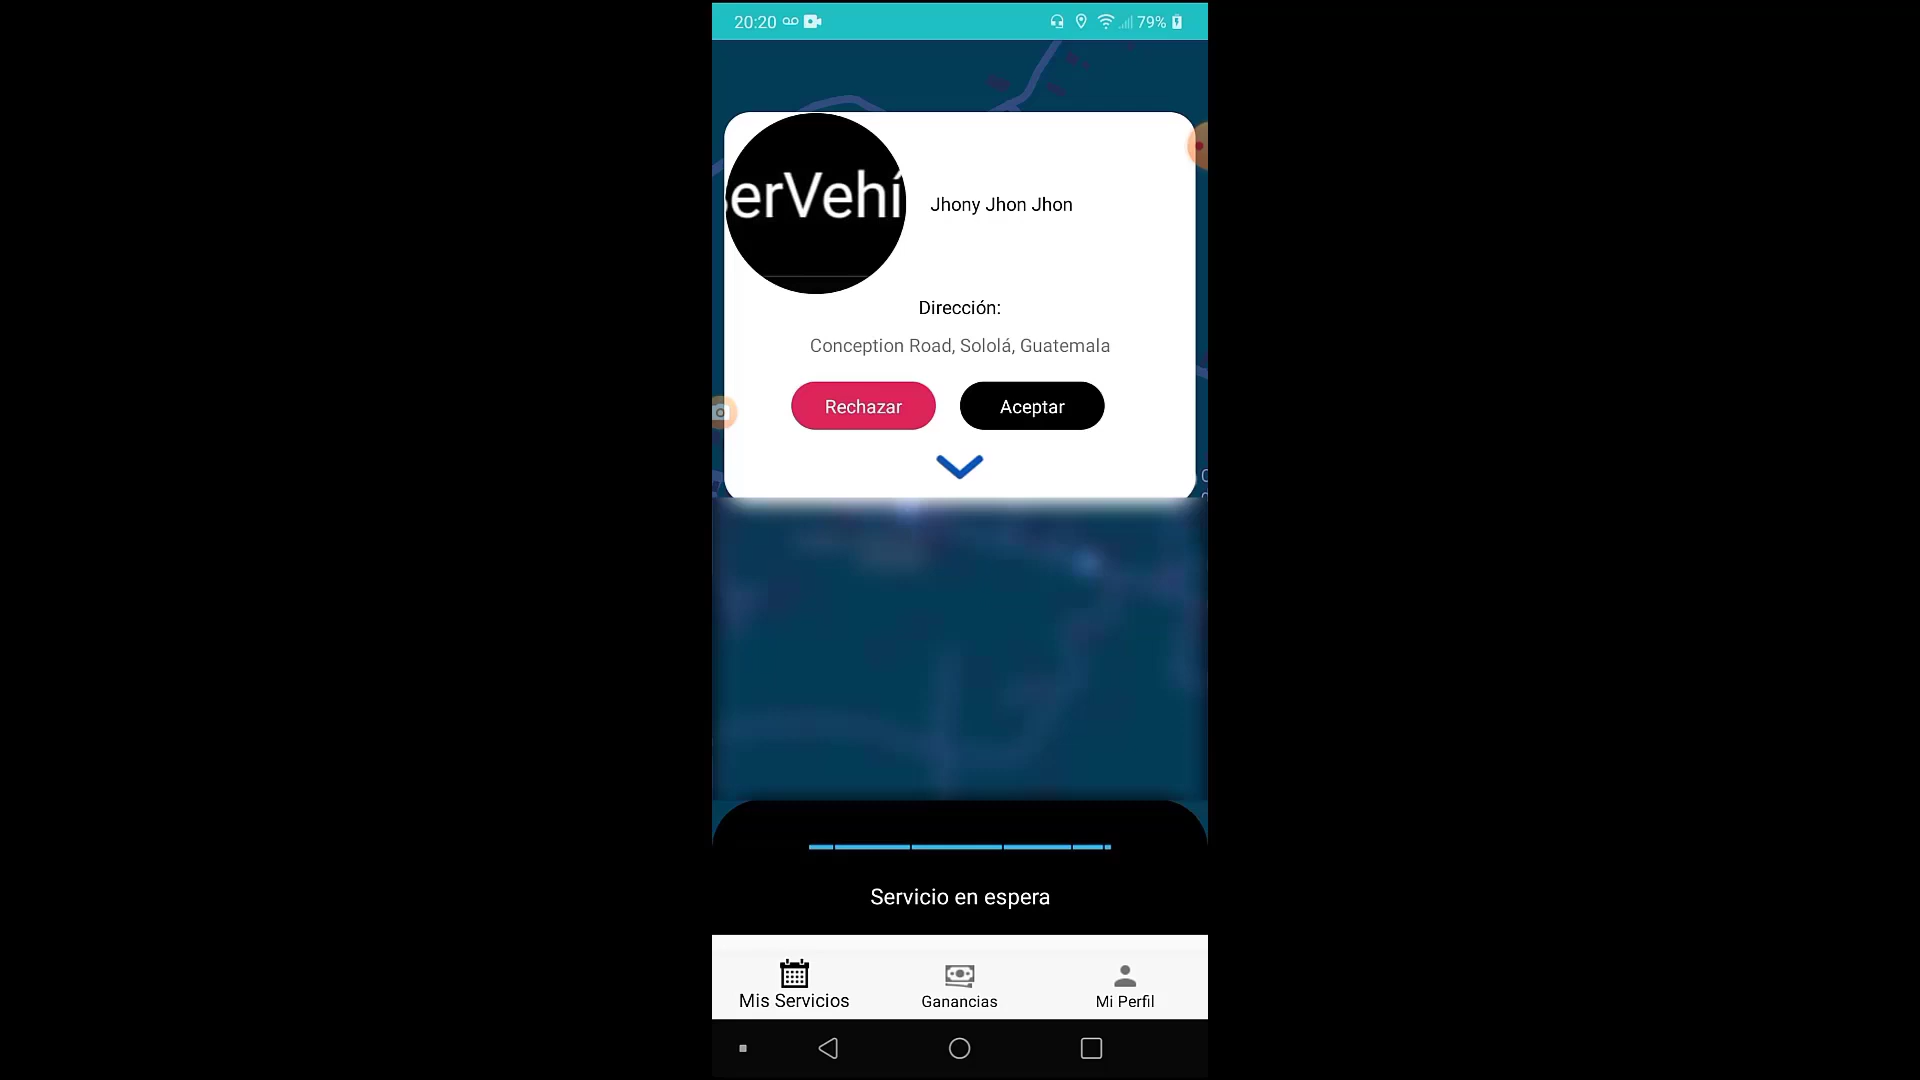 20:20
79%
serVehí
Jhony Jhon Jhon
Dirección:
Conception Road, Sololá, Guatemala
Rechazar
Aceptar
Servicio en espera
Mis Servicios
Ganancias
Mi Perfil